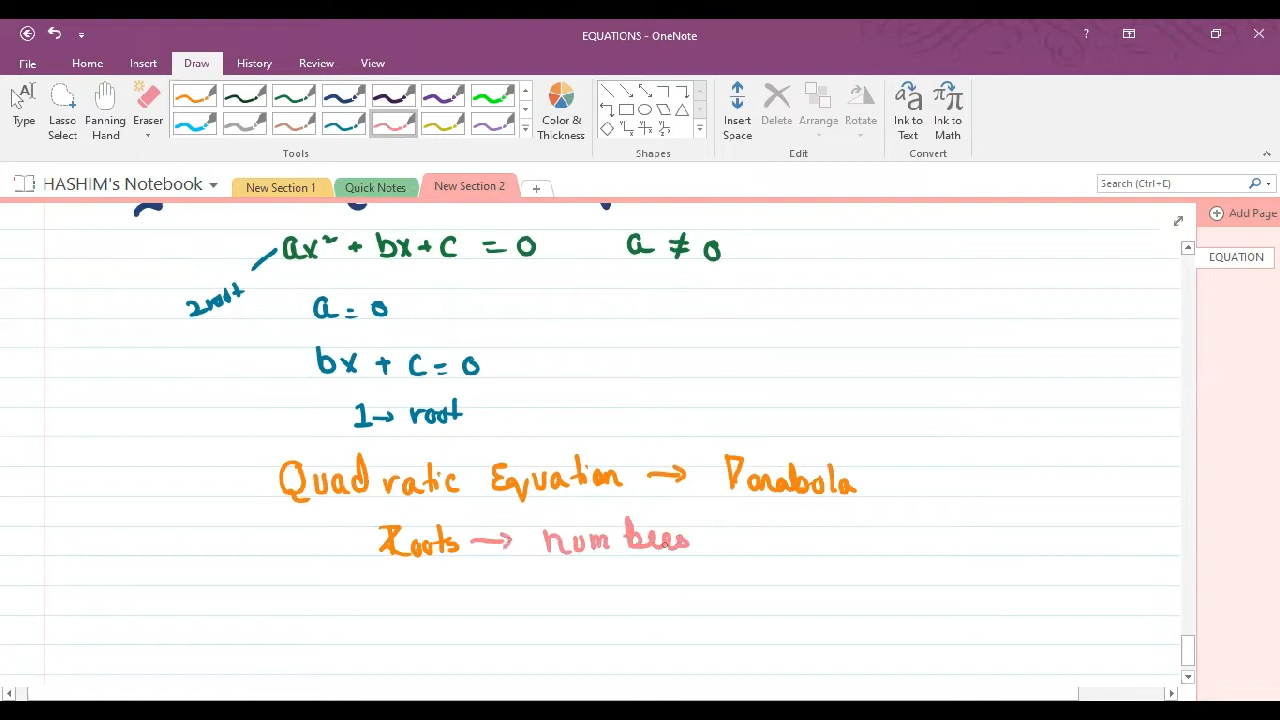 EQUATIONS - OneNote
File Home Insert Draw History Review View
Type Lasso Select Panning Hand Eraser Color & Thickness Insert Space Delete Arrange Rotate Ink to Text Ink to Math
Tools Shapes Edit Convert
HASHIM's Notebook New Section 1 Quick Notes New Section 2 Search (Ctrl+E)
Add Page
EQUATION
ax² + bx + c = 0 a ≠ 0
2 root
a = 0
bx + c = 0
1 → root
Quadratic Equation → Parabola
Roots → numbers